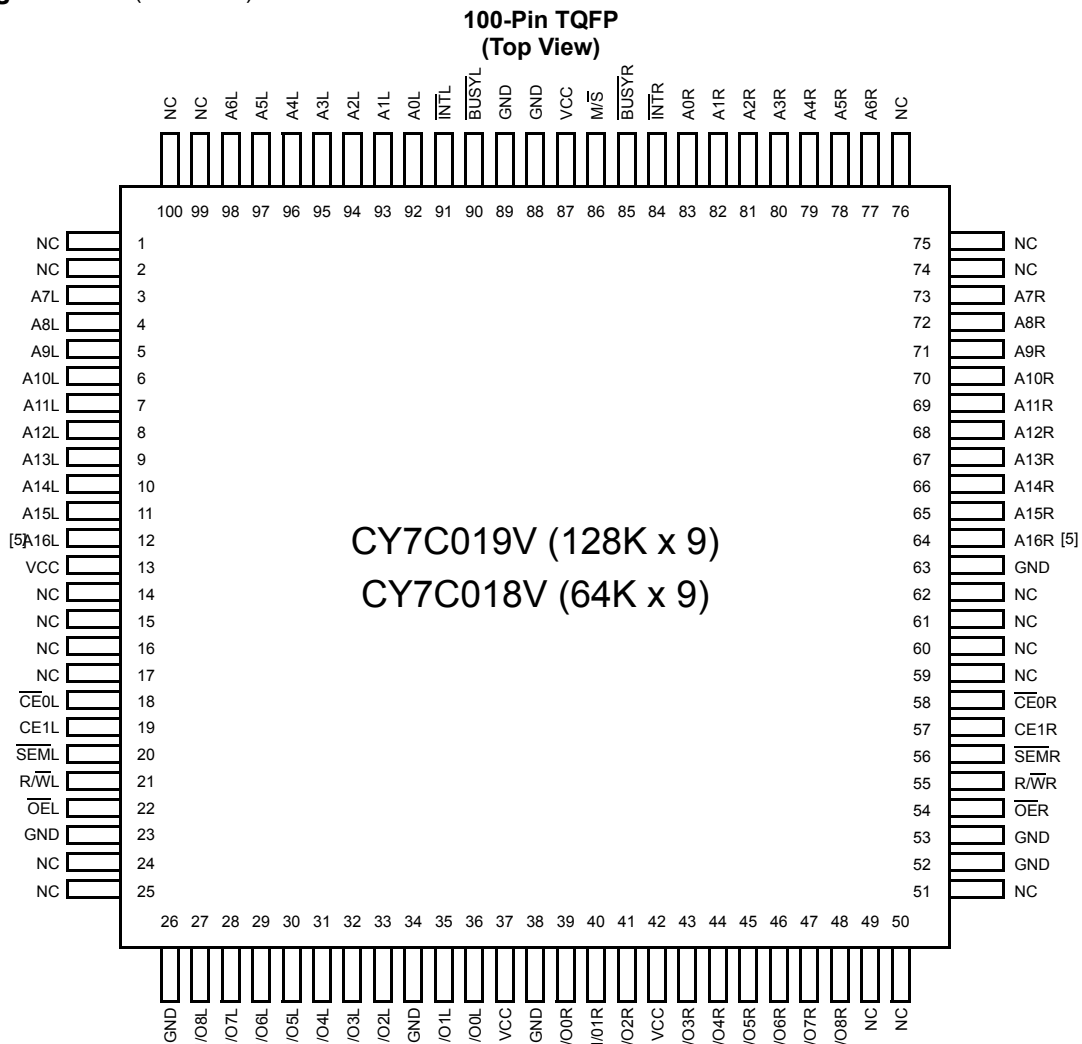 100-Pin TQFP
(Top View)
NC NC A6L A5L A4L A3L A2L A1L A0L INTL BUSYL GND GND VCC M/S BUSYR INTR A0R A1R A2R A3R A4R A5R A6R NC
100 99 98 97 96 95 94 93 92 91 90 89 88 87 86 85 84 83 82 81 80 79 78 77 76
NC 1 75 NC
NC 2 74 NC
A7L 3 73 A7R
A8L 4 72 A8R
A9L 5 71 A9R
A10L 6 70 A10R
A11L 7 69 A11R
A12L 8 68 A12R
A13L 9 67 A13R
A14L 10 66 A14R
A15L 11 65 A15R
[5]A16L 12 64 A16R [5]
VCC 13 63 GND
NC 14 62 NC
NC 15 61 NC
NC 16 60 NC
NC 17 59 NC
CE0L 18 58 CE0R
CE1L 19 57 CE1R
SEML 20 56 SEMR
R/WL 21 55 R/WR
OEL 22 54 OER
GND 23 53 GND
NC 24 52 GND
NC 25 51 NC
CY7C019V (128K x 9)
CY7C018V (64K x 9)
26 27 28 29 30 31 32 33 34 35 36 37 38 39 40 41 42 43 44 45 46 47 48 49 50
GND /O8L /O7L /O6L /O5L /O4L /O3L /O2L GND /O1L /O0L VCC GND /O0R I/01R /O2R VCC /O3R /O4R /O5R /O6R /O7R /O8R NC NC